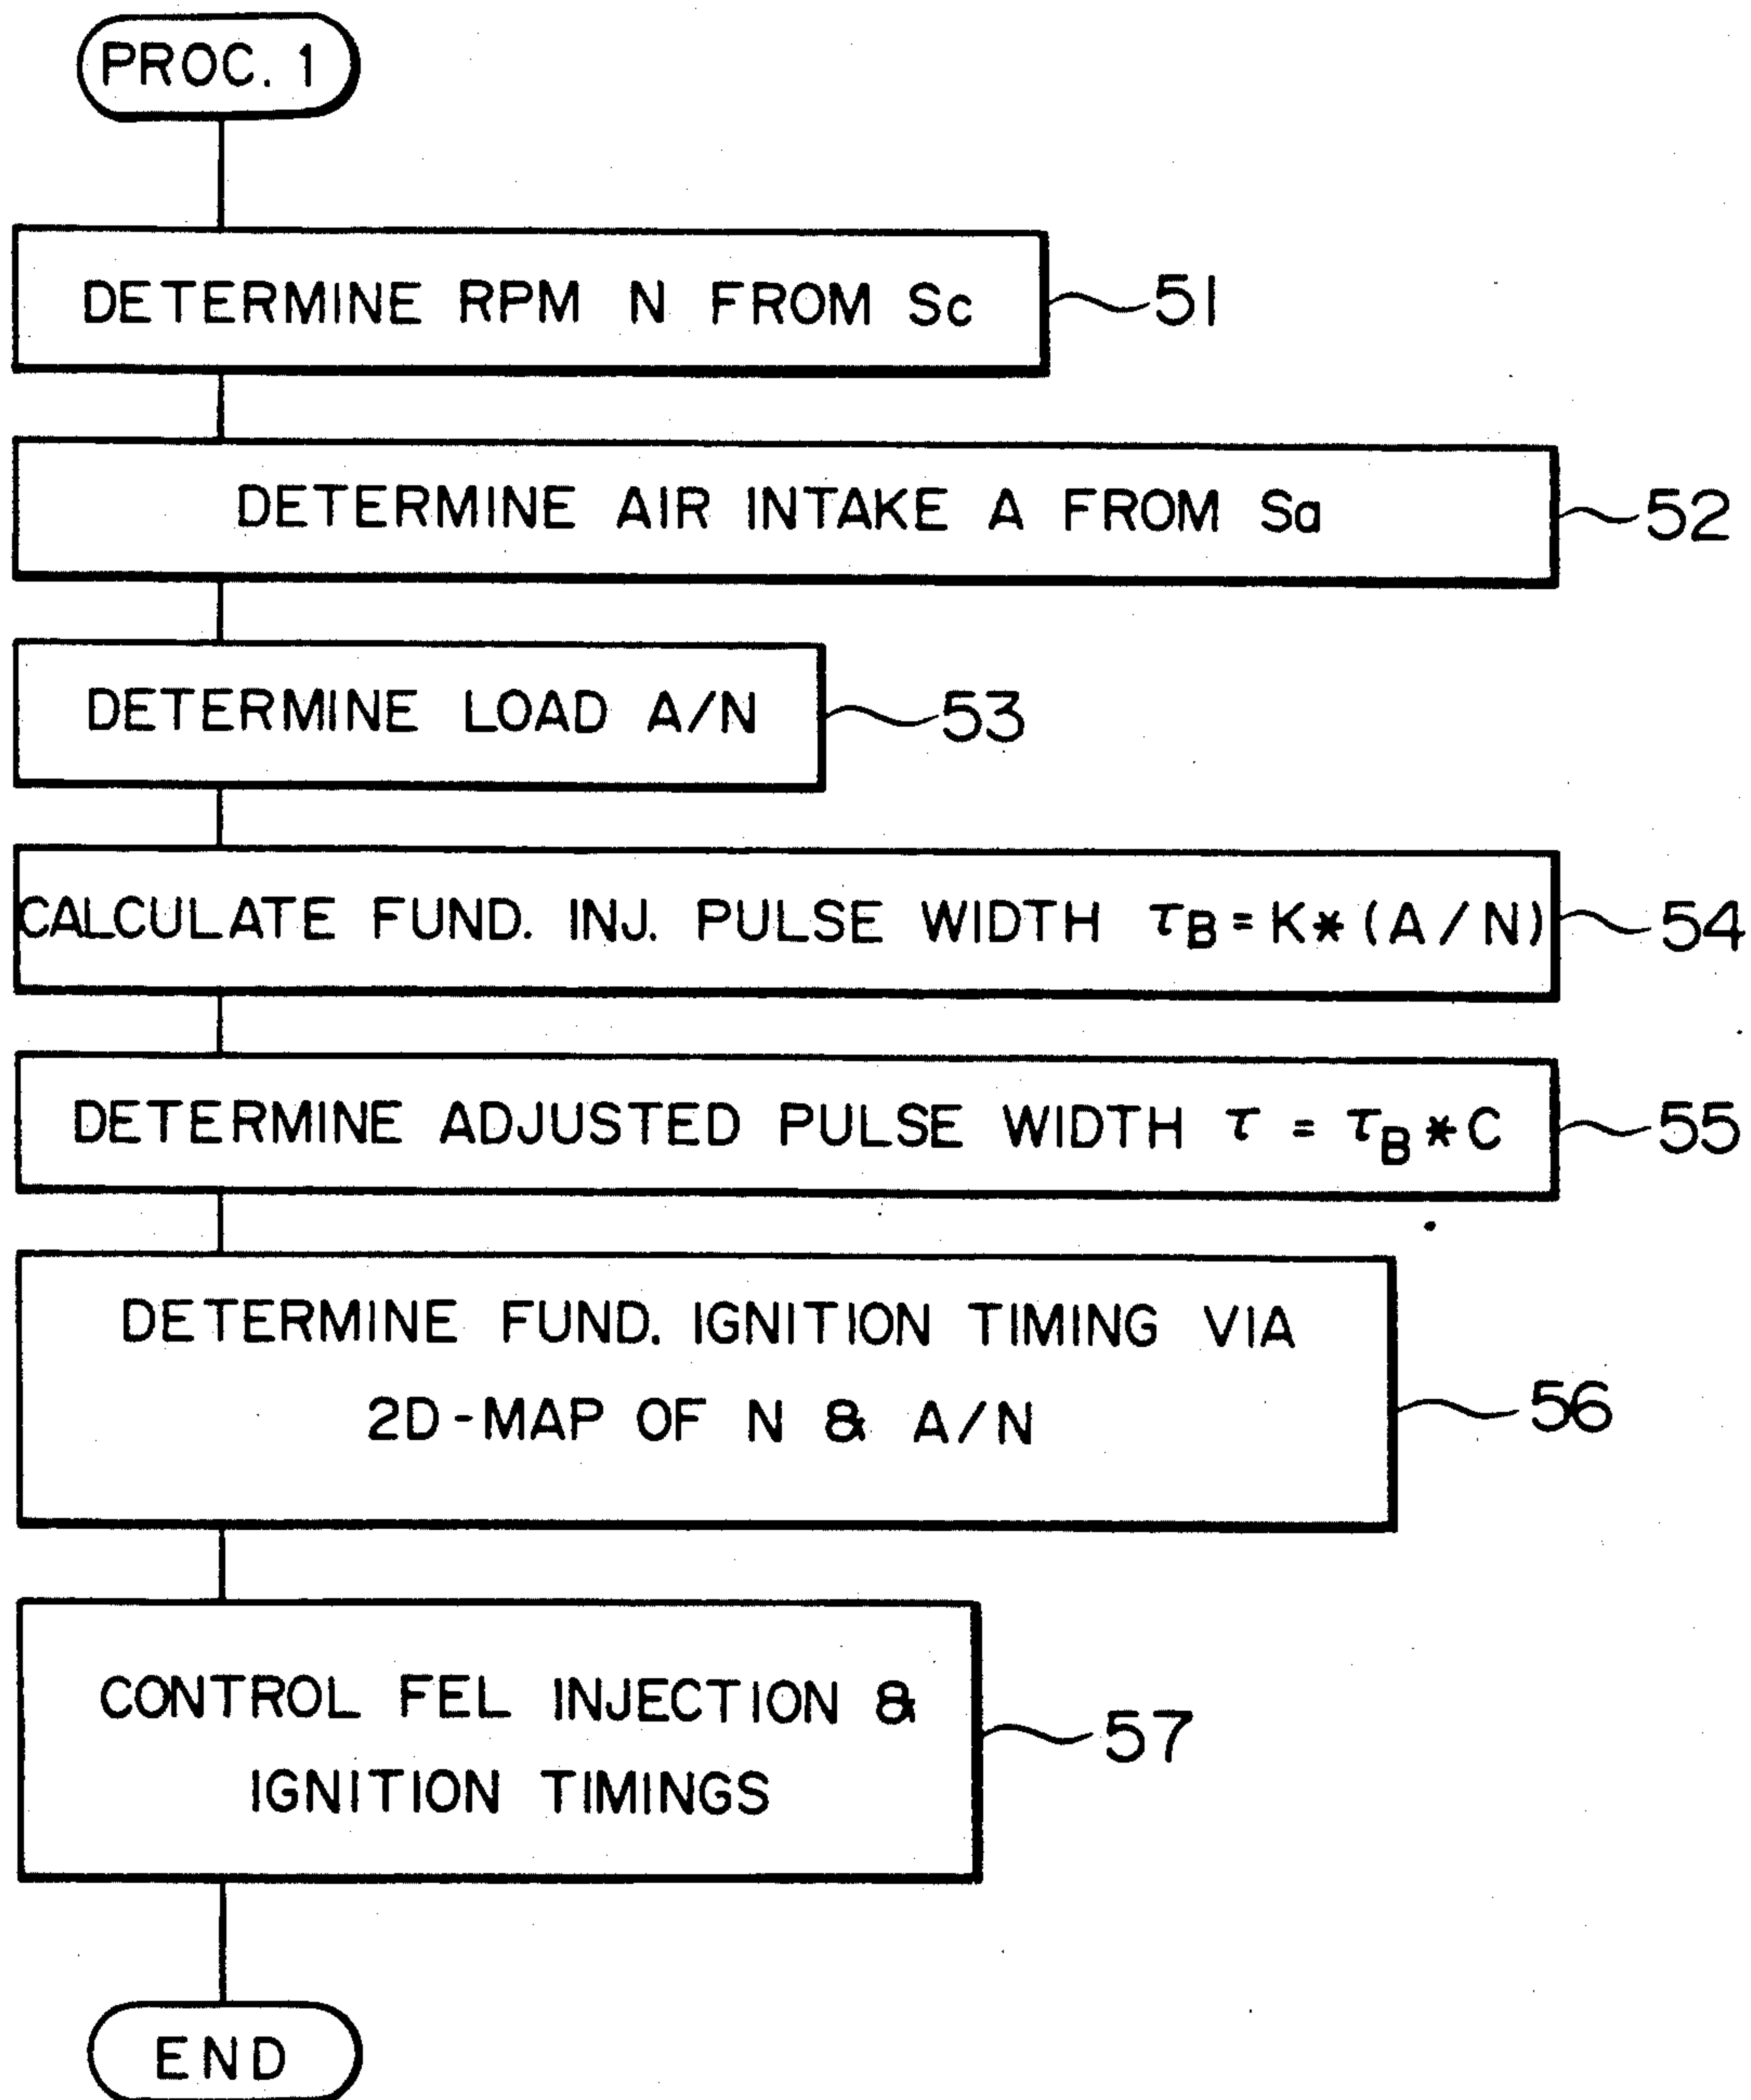 PROC. 1
DETERMINE RPM N FROM Sc
51
DETERMINE AIR INTAKE A FROM Sa
52
DETERMINE LOAD A/N
53
CALCULATE FUND. INJ. PULSE WIDTH τB = K* (A/N)
54
DETERMINE ADJUSTED PULSE WIDTH τ = τB * C
55
DETERMINE FUND. IGNITION TIMING VIA
2D-MAP OF N & A/N
56
CONTROL FEL INJECTION &
IGNITION TIMINGS
57
END